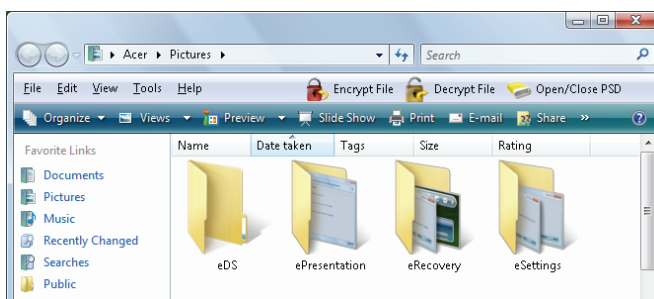 Acer Pictures Search
File Edit View Tools Help Encrypt File Decrypt File Open/Close PSD
Organize Views Preview Slide Show Print E-mail Share »
Favorite Links Name Date taken Tags Size Rating
Documents
Pictures
Music
Recently Changed
Searches
Public
eDS ePresentation eRecovery eSettings